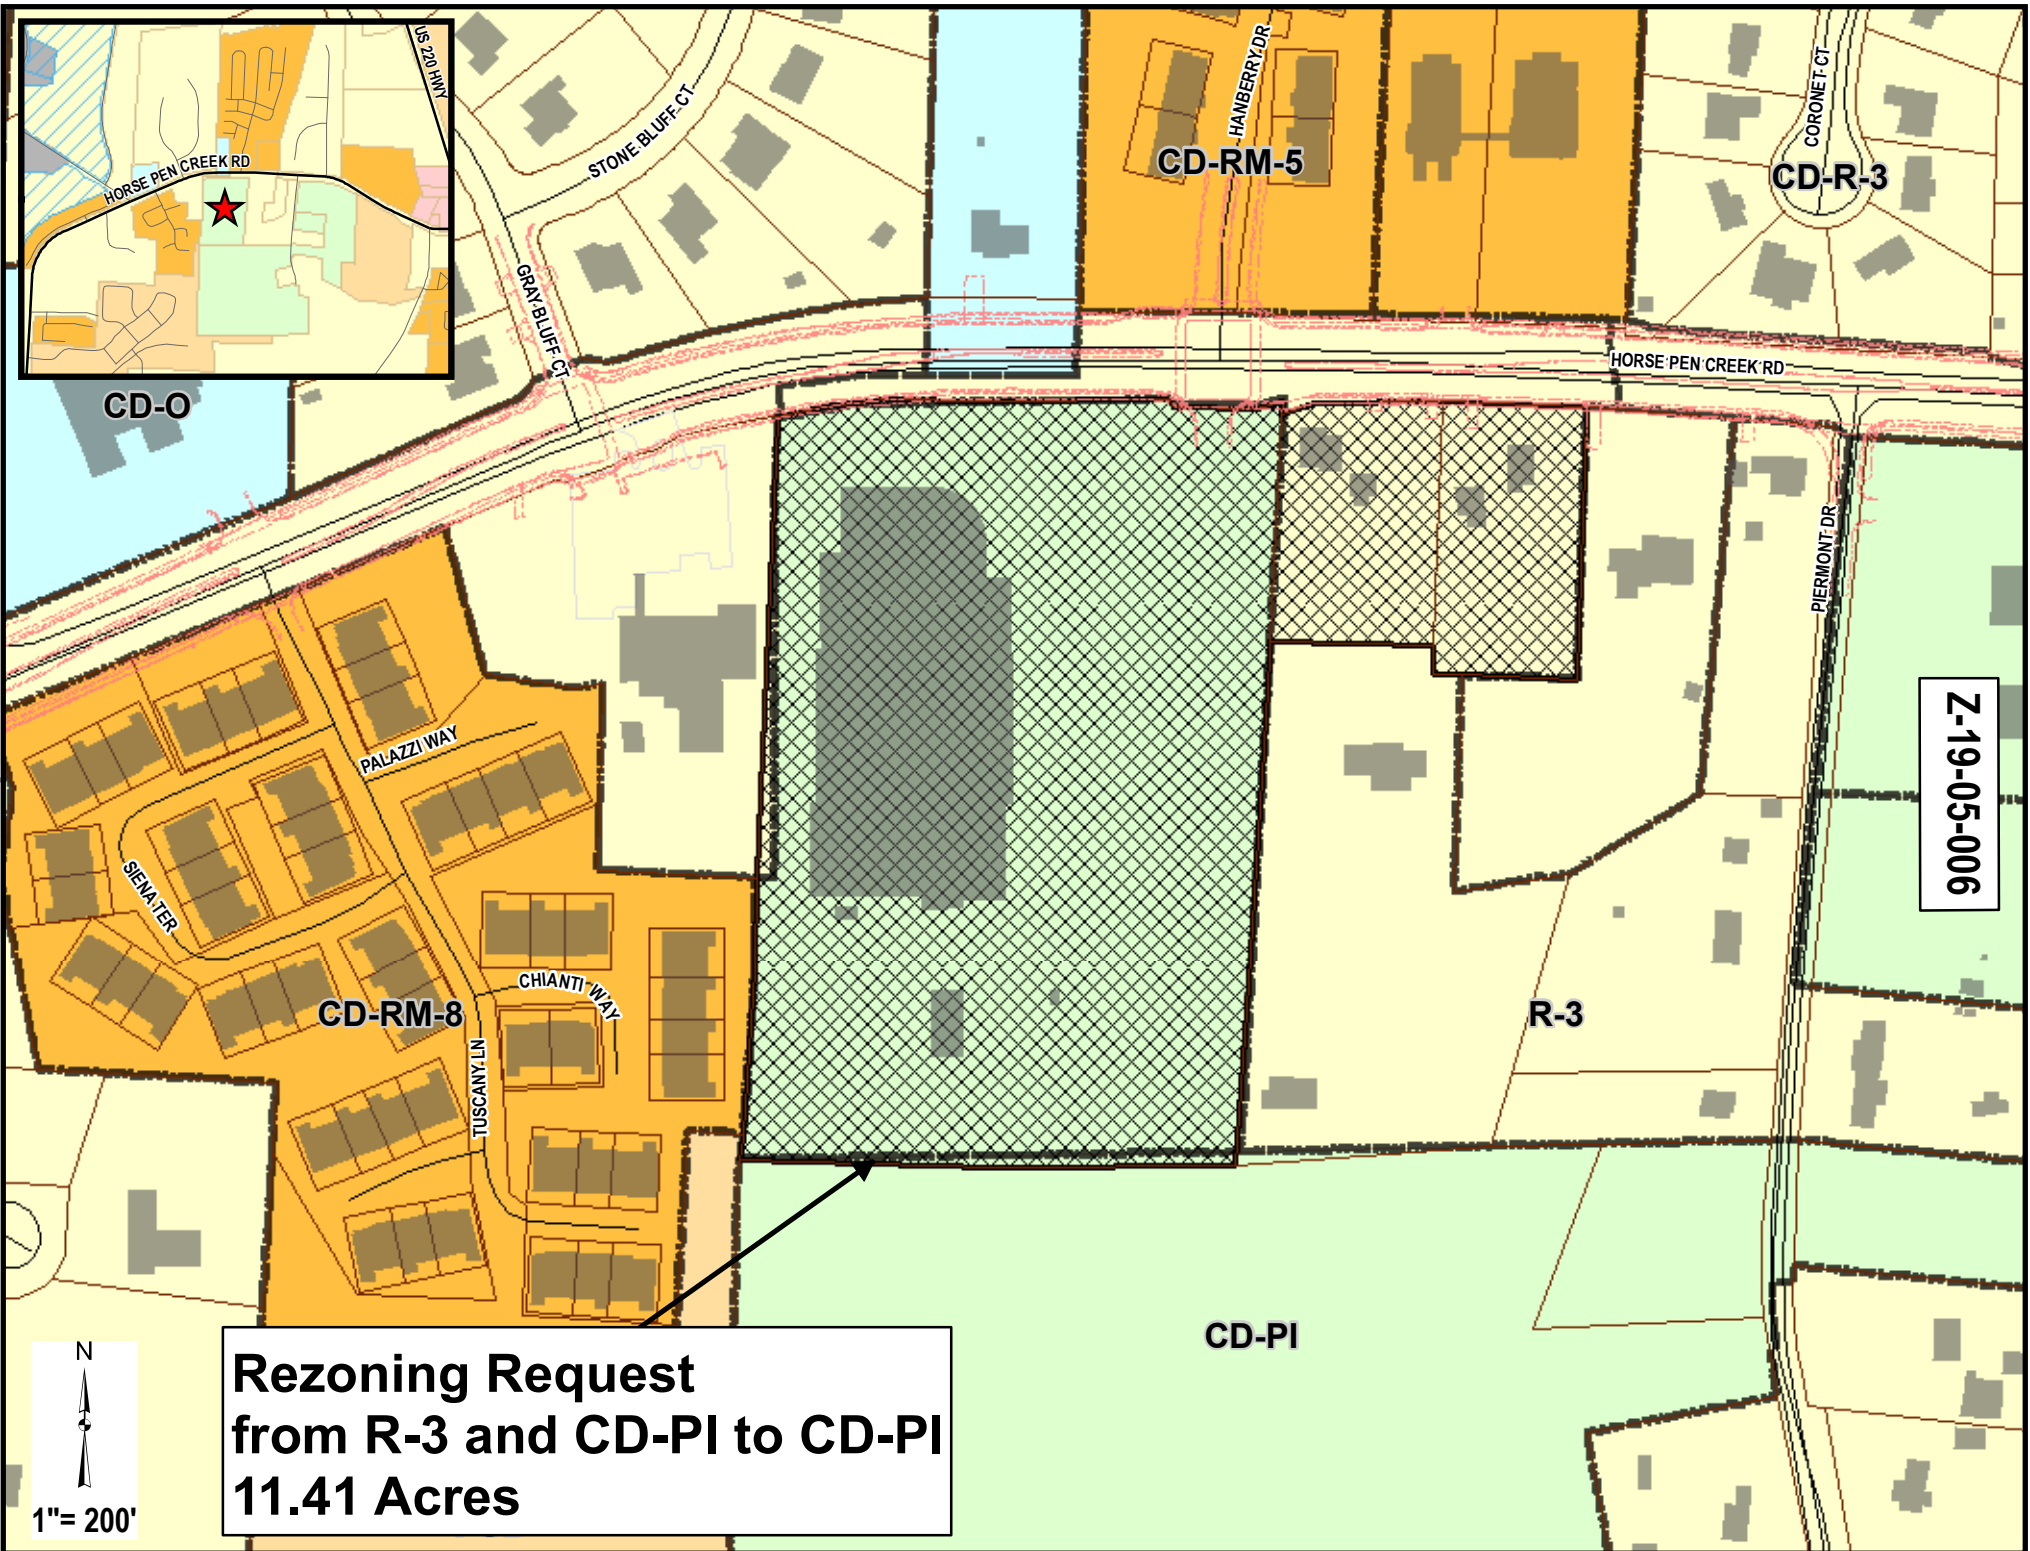 US 220 HWY
HORSE PEN CREEK RD
STONE BLUFF CT
GRAY BLUFF CT
HANBERRY DR
CORONET CT
CD-RM-5
CD-R-3
HORSE PEN CREEK RD
CD-O
PIERMONT DR
Z-19-05-006
PALAZZI WAY
SIENA TER
CHIANTI WAY
CD-RM-8
TUSCANY LN
R-3
CD-PI
N
1"= 200'
Rezoning Request
from R-3 and CD-PI to CD-PI
11.41 Acres